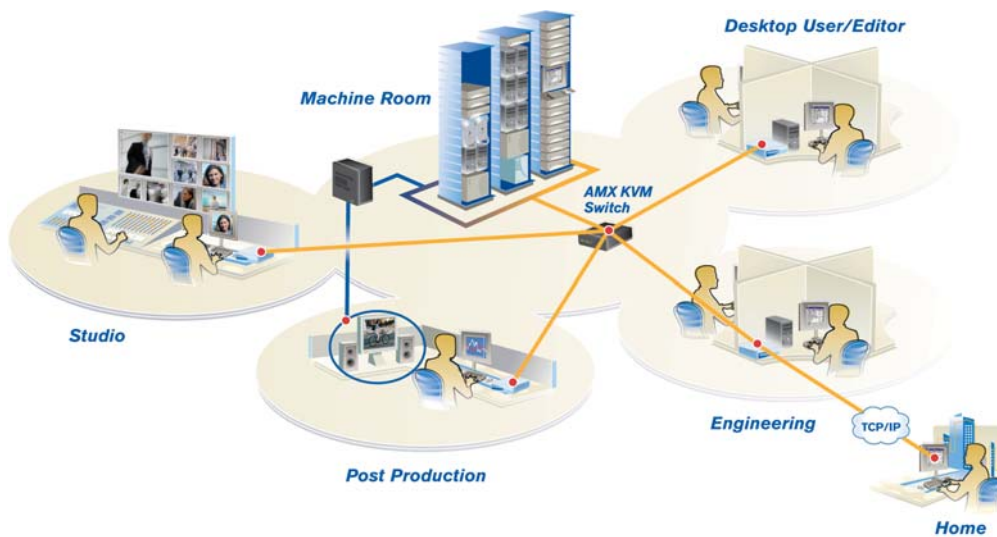 Desktop User/Editor
Machine Room
AMX KVM
Switch
Studio
Engineering
TCP/IP
Post Production
Home